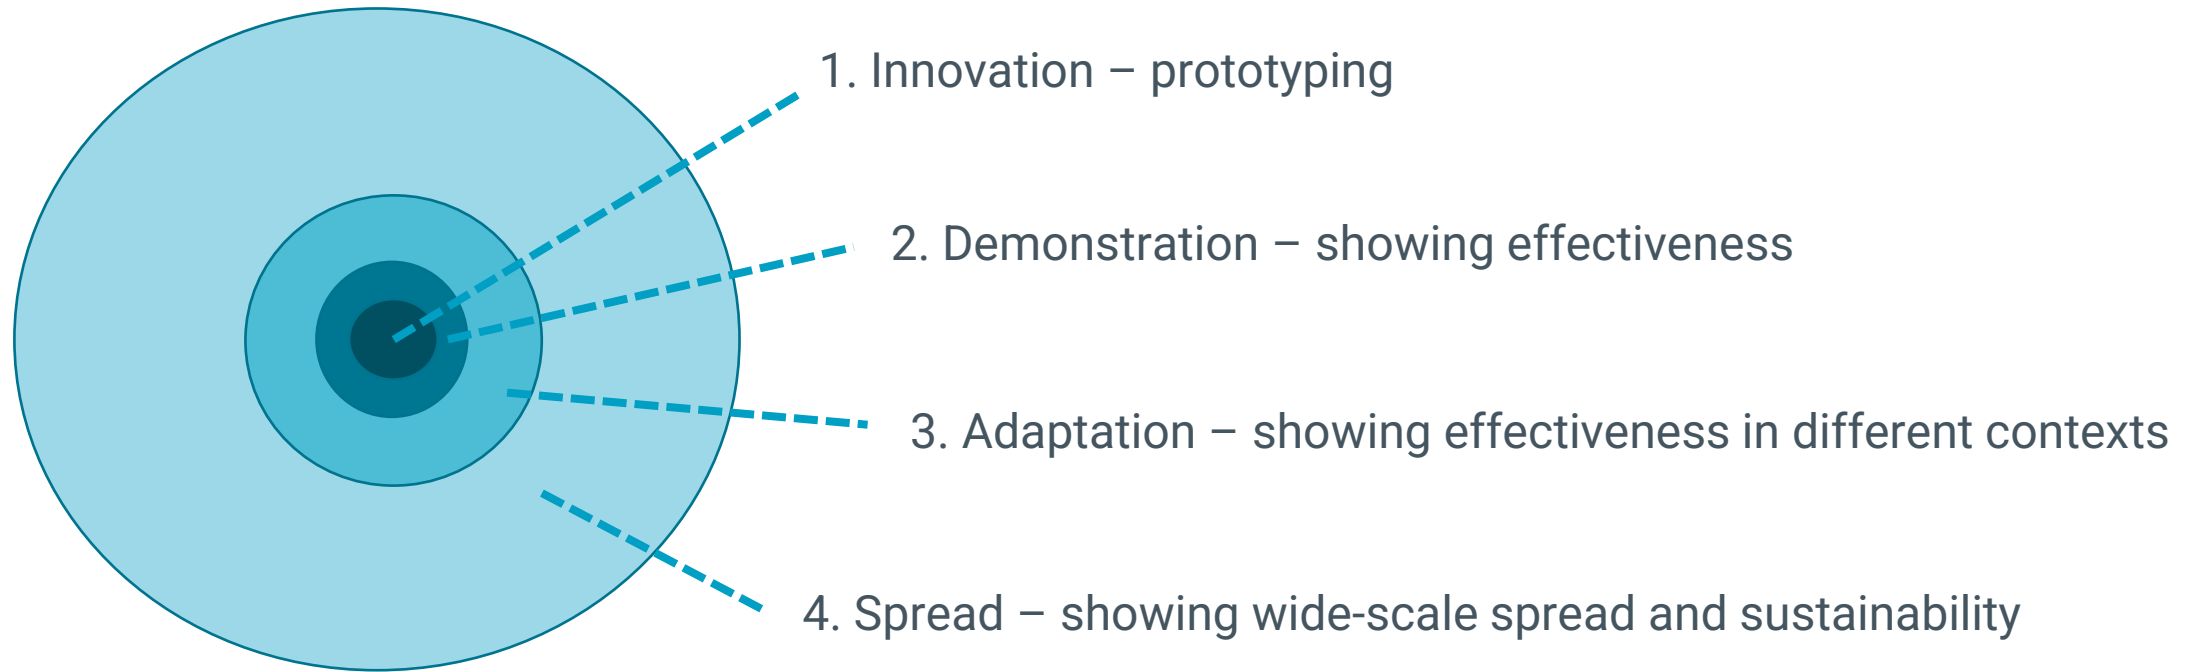 1. Innovation – prototyping
2. Demonstration – showing effectiveness
3. Adaptation – showing effectiveness in different contexts
4. Spread – showing wide-scale spread and sustainability